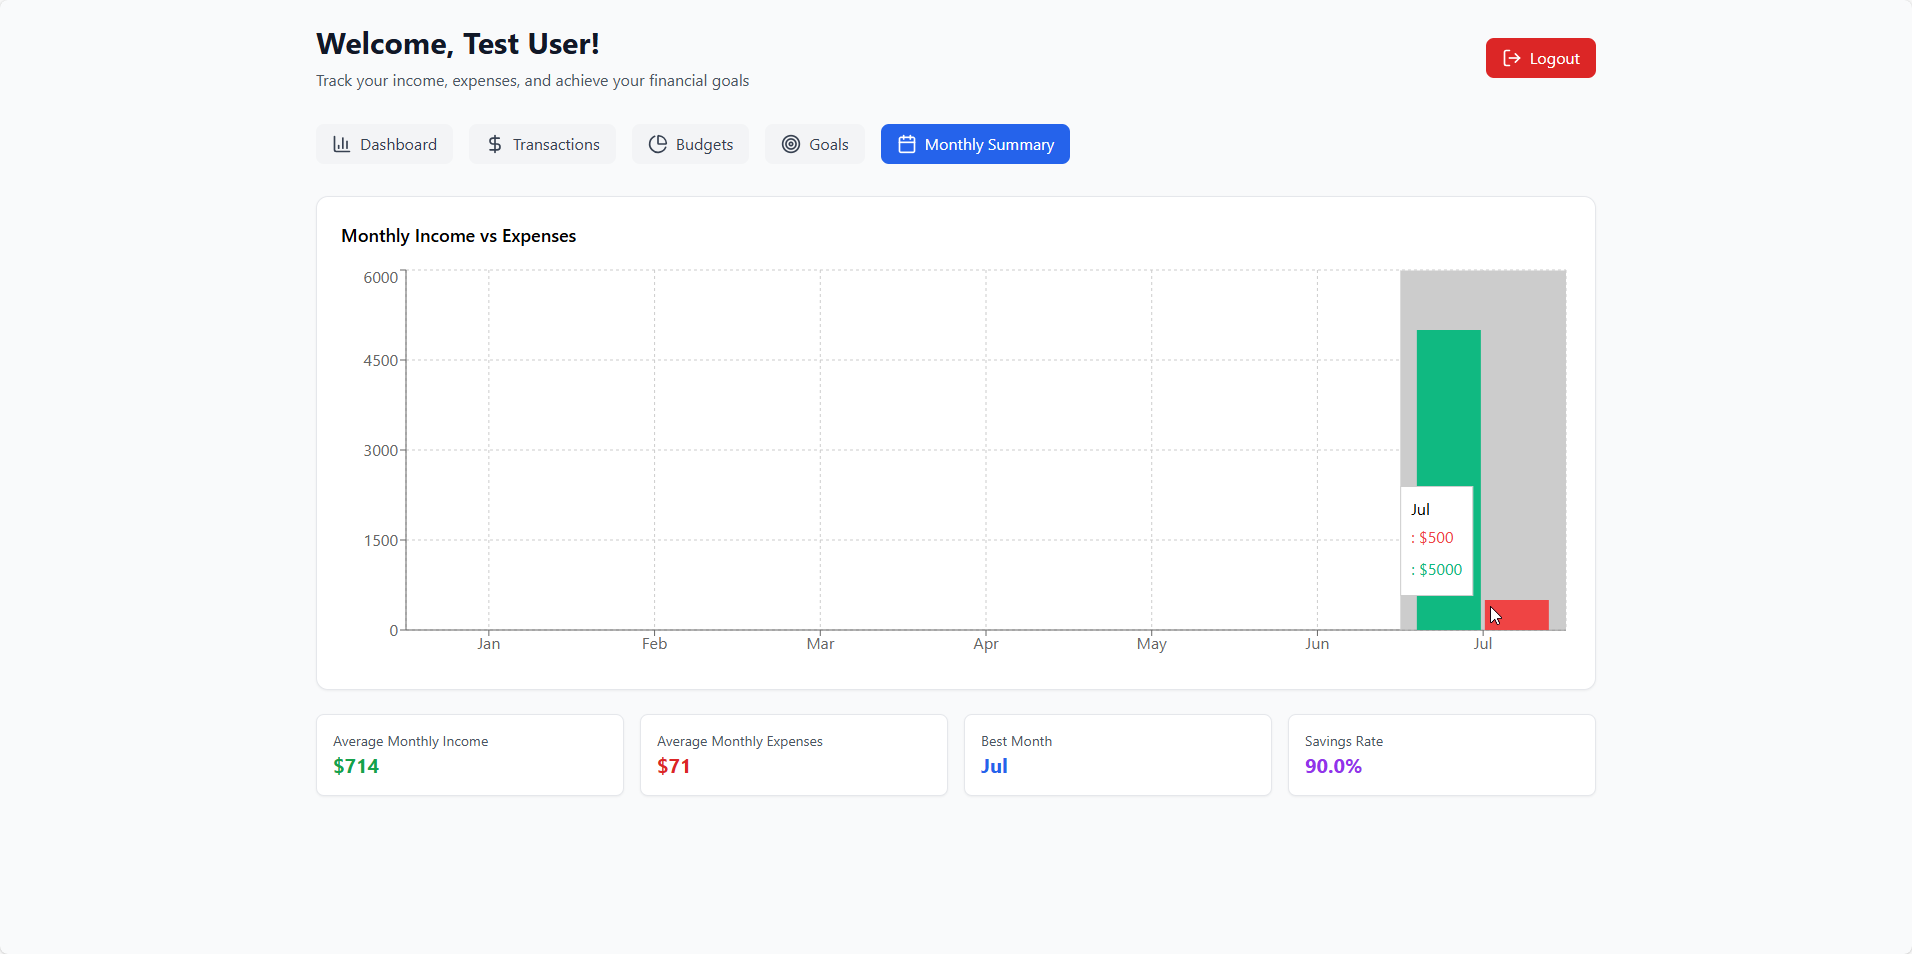 Welcome, Test User!
Track your income, expenses, and achieve your financial goals
Logout
Dashboard
Transactions
Budgets
Goals
Monthly Summary
Monthly Income vs Expenses
6000
4500
3000
1500
0
Jul
: $500
: $5000
Jan
Feb
Mar
Apr
May
Jun
Jul
Average Monthly Income
$714
Average Monthly Expenses
$71
Best Month
Jul
Savings Rate
90.0%